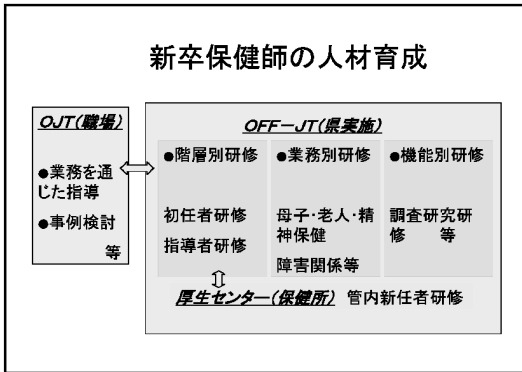 新卒保健師の人材育成
OJT(職場)
●業務を通
じた指導
●事例検討
等
OFF－JT(県実施)
●階層別研修
初任者研修
指導者研修
●業務別研修
母子・老人・精
神保健
障害関係等
●機能別研修
調査研究研
修　等
厚生センター(保健所) 管内新任者研修